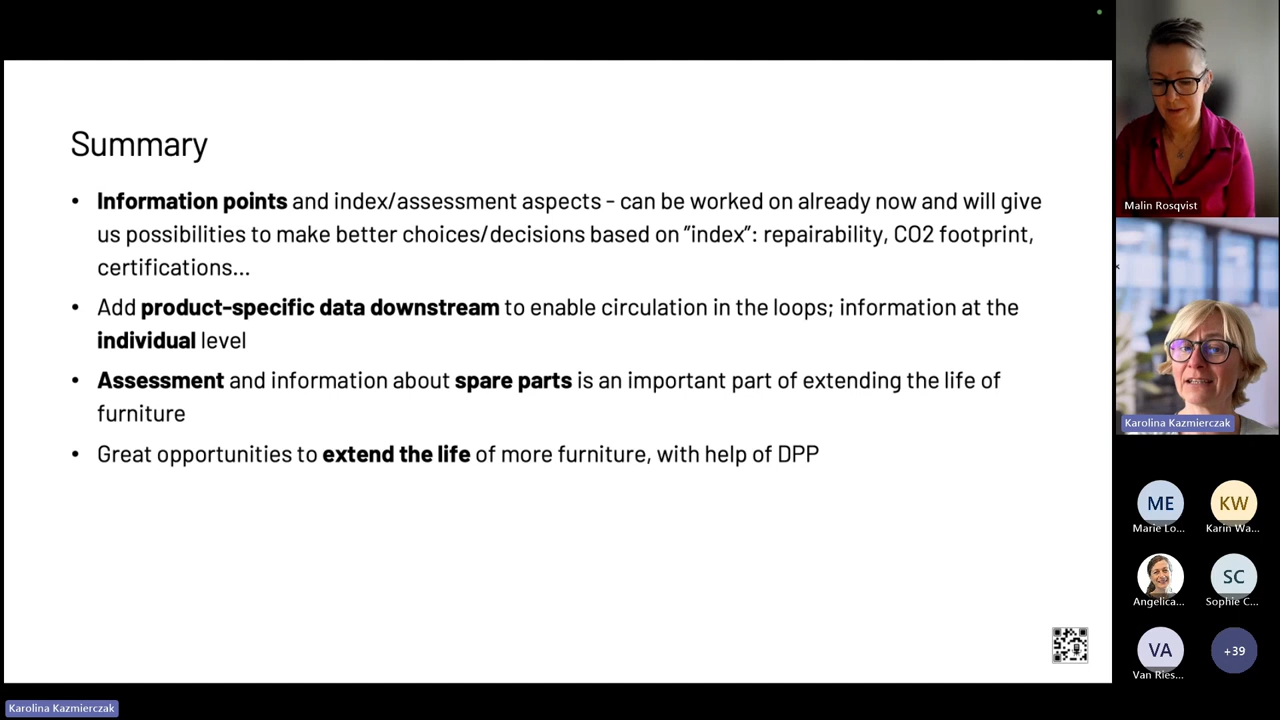 Summary
• Information points and index/assessment aspects - can be worked on already now and will give
us possibilities to make better choices/decisions based on ”index”: repairability, CO2 footprint,
certifications...
• Add product-specific data downstream to enable circulation in the loops; information at the
individual level
• Assessment and information about spare parts is an important part of extending the life of
furniture
• Great opportunities to extend the life of more furniture, with help of DPP
Malin Rosqvist
Karolina Kazmierczak
ME
KW
Marie Lo...
Karin Wa...
SC
Angelica...
Sophie C...
VA
+39
Van Ries...
Karolina Kazmierczak